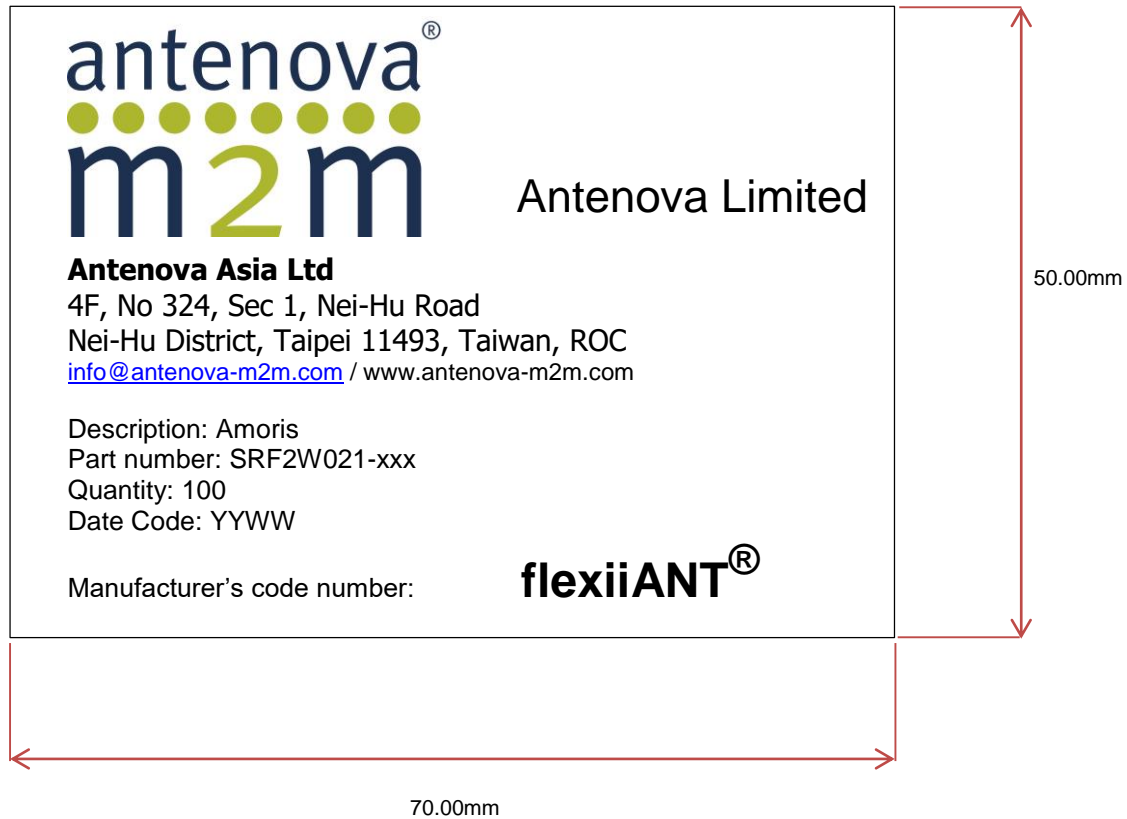 antenova®
m2m
Antenova Limited
Antenova Asia Ltd
4F, No 324, Sec 1, Nei-Hu Road
Nei-Hu District, Taipei 11493, Taiwan, ROC
info@antenova-m2m.com / www.antenova-m2m.com
Description: Amoris
Part number: SRF2W021-xxx
Quantity: 100
Date Code: YYWW
Manufacturer’s code number: flexiiANT®
50.00mm
70.00mm